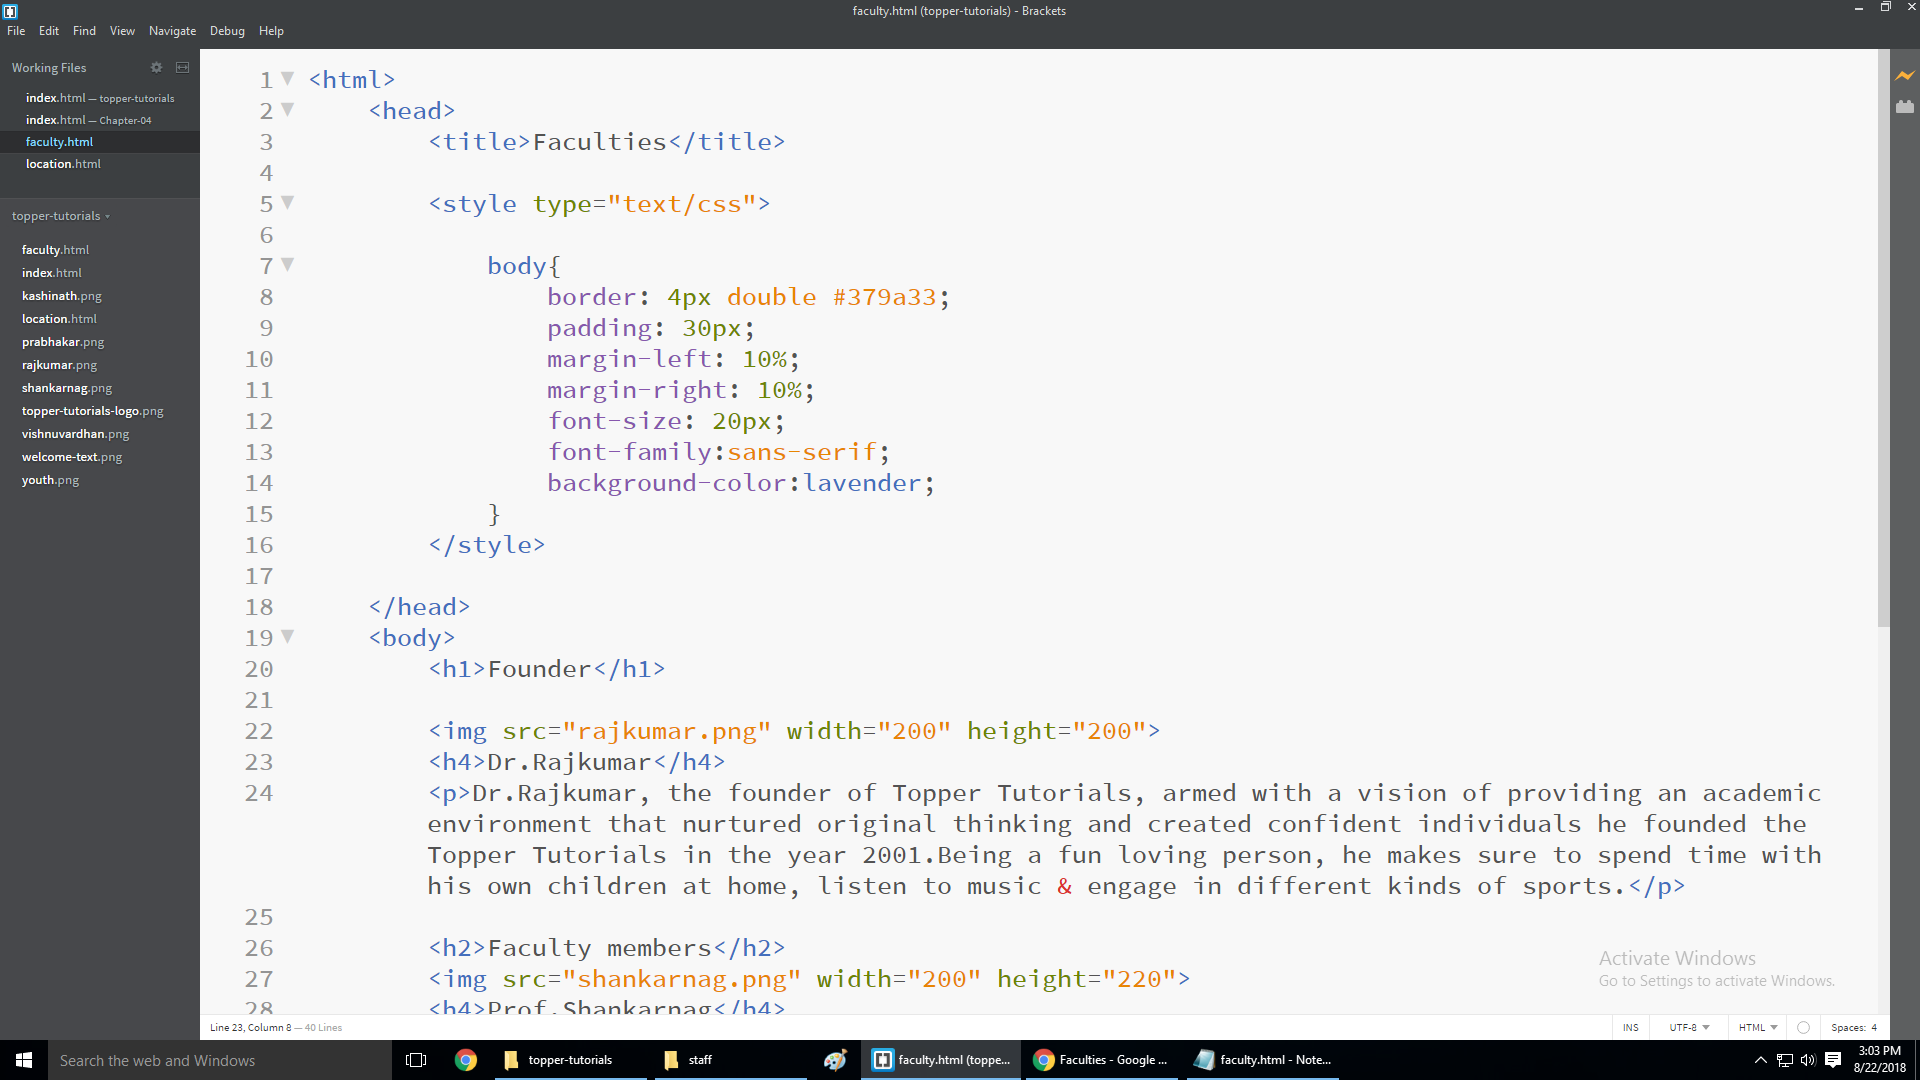 faculty.html (topper-tutorials) - Brackets
File Edit Find View Navigate Debug Help
Working Files
index.html — topper-tutorials
index.html — Chapter-04
faculty.html
location.html
topper-tutorials
faculty.html
index.html
kashinath.png
location.html
prabhakar.png
rajkumar.png
shankarnag.png
topper-tutorials-logo.png
vishnuvardhan.png
welcome-text.png
youth.png
1 <html>
2 <head>
3 <title>Faculties</title>
4
5 <style type="text/css">
6
7 body{
8 border: 4px double #379a33;
9 padding: 30px;
10 margin-left: 10%;
11 margin-right: 10%;
12 font-size: 20px;
13 font-family:sans-serif;
14 background-color:lavender;
15 }
16 </style>
17
18 </head>
19 <body>
20 <h1>Founder</h1>
21
22 <img src="rajkumar.png" width="200" height="200">
23 <h4>Dr.Rajkumar</h4>
24 <p>Dr.Rajkumar, the founder of Topper Tutorials, armed with a vision of providing an academic
environment that nurtured original thinking and created confident individuals he founded the
Topper Tutorials in the year 2001.Being a fun loving person, he makes sure to spend time with
his own children at home, listen to music & engage in different kinds of sports.</p>
25
26 <h2>Faculty members</h2>
27 <img src="shankarnag.png" width="200" height="220">
28 <h4>Prof.Shankarnag</h4>
Activate Windows
Go to Settings to activate Windows.
Line 23, Column 8 — 40 Lines
INS UTF-8 HTML Spaces: 4
Search the web and Windows
topper-tutorials
staff
faculty.html (toppe...
Faculties - Google ...
faculty.html - Note...
3:03 PM
8/22/2018